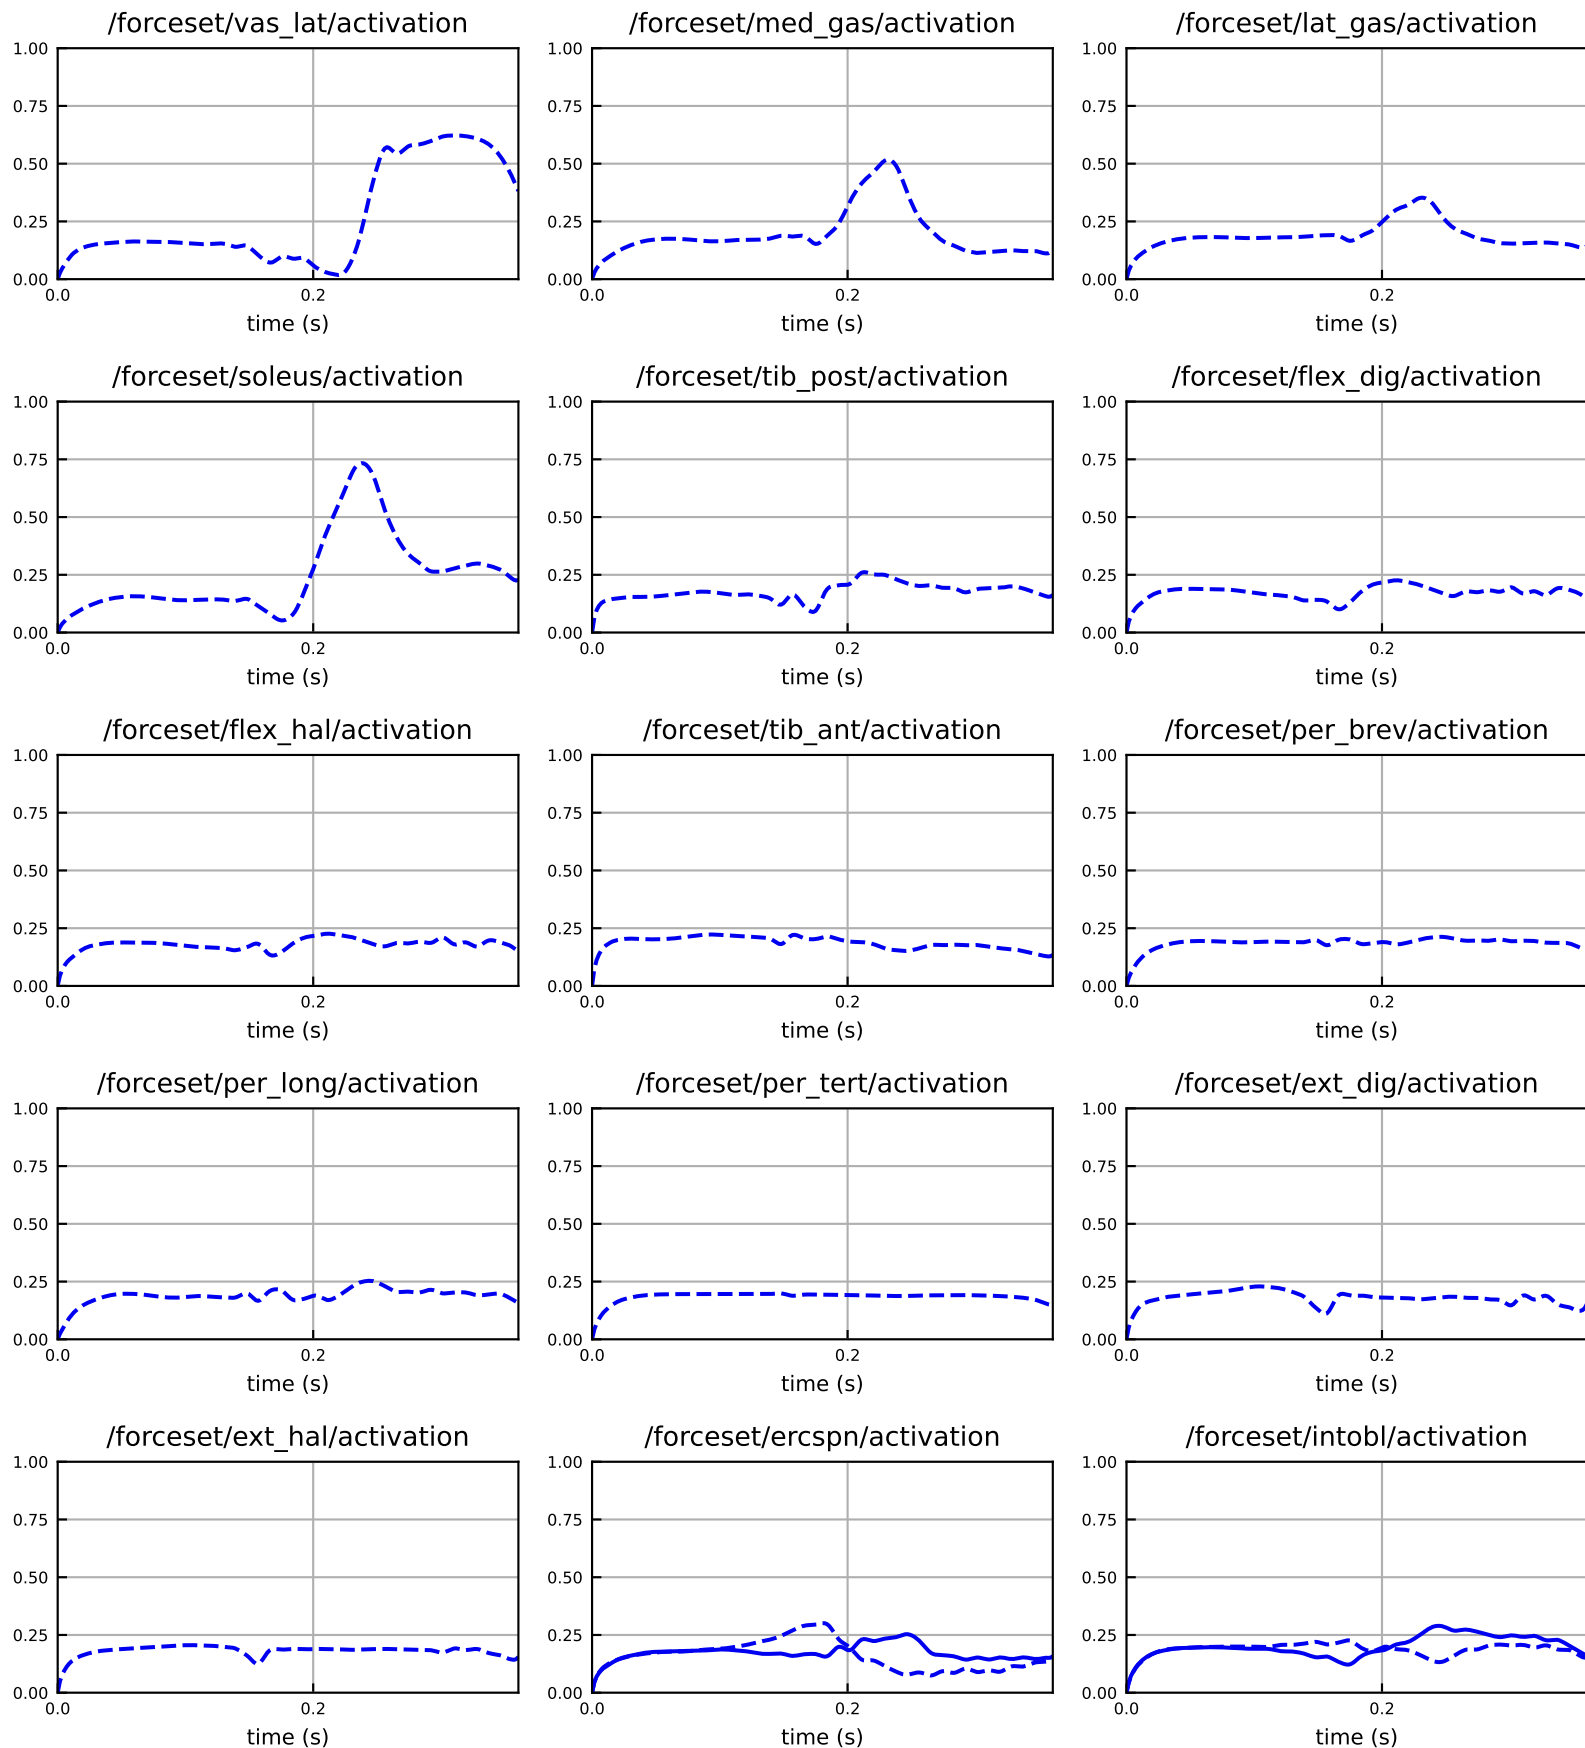 /forceset/vas_lat/activation /forceset/med_gas/activation /forceset/lat_gas/activation
1.00 1.00 1.00
0.75 0.75 0.75
0.50 0.50 0.50
0.25 0.25 0.25
0.00 0.00 0.00
0.0 0.2 0.0 0.2 0.0 0.2
time (s) time (s) time (s)
/forceset/soleus/activation /forceset/tib_post/activation /forceset/flex_dig/activation
1.00 1.00 1.00
0.75 0.75 0.75
0.50 0.50 0.50
0.25 0.25 0.25
0.00 0.00 0.00
0.0 0.2 0.0 0.2 0.0 0.2
time (s) time (s) time (s)
/forceset/flex_hal/activation /forceset/tib_ant/activation /forceset/per_brev/activation
1.00 1.00 1.00
0.75 0.75 0.75
0.50 0.50 0.50
0.25 0.25 0.25
0.00 0.00 0.00
0.0 0.2 0.0 0.2 0.0 0.2
time (s) time (s) time (s)
/forceset/per_long/activation /forceset/per_tert/activation /forceset/ext_dig/activation
1.00 1.00 1.00
0.75 0.75 0.75
0.50 0.50 0.50
0.25 0.25 0.25
0.00 0.00 0.00
0.0 0.2 0.0 0.2 0.0 0.2
time (s) time (s) time (s)
/forceset/ext_hal/activation /forceset/ercspn/activation /forceset/intobl/activation
1.00 1.00 1.00
0.75 0.75 0.75
0.50 0.50 0.50
0.25 0.25 0.25
0.00 0.00 0.00
0.0 0.2 0.0 0.2 0.0 0.2
time (s) time (s) time (s)